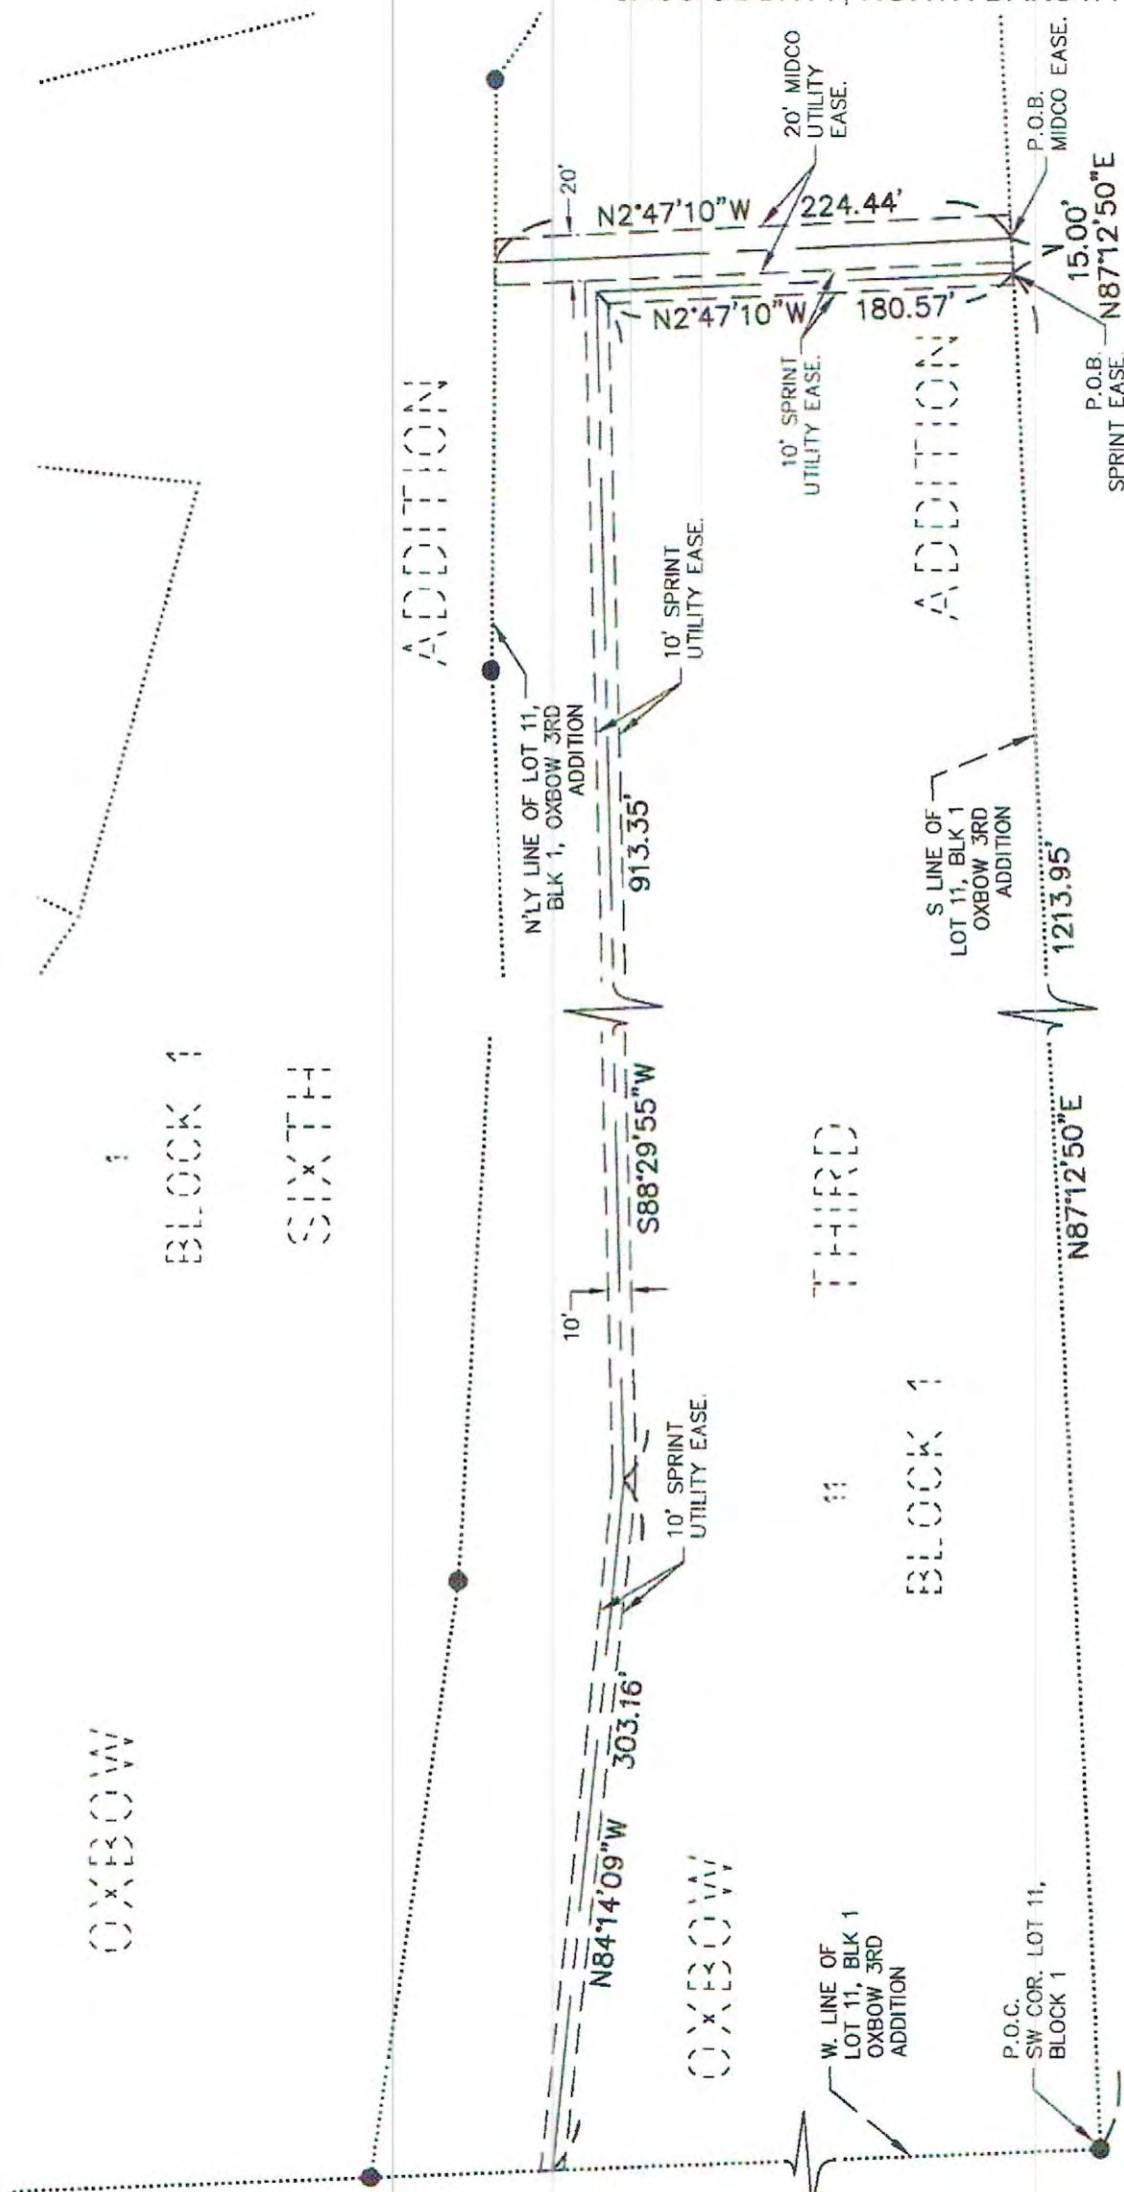 OXBOW
1
BLOCK 1
SIXTH
ADDITION
N'LY LINE OF LOT 11,
BLK 1, OXBOW 3RD
ADDITION
20'
N2°47'10"W
224.44'
20' MIDCO
UTILITY
EASE.
N2°47'10"W
180.57'
10' SPRINT
UTILITY EASE.
10' SPRINT
UTILITY EASE.
913.35'
S88°29'55"W
10'
10' SPRINT
UTILITY EASE.
303.16'
N84°14'09"W
OXBOW
THIRD
ADDITION
11
BLOCK 1
W. LINE OF
LOT 11, BLK 1
OXBOW 3RD
ADDITION
P.O.C.
SW COR. LOT 11,
BLOCK 1
S LINE OF
LOT 11, BLK 1
OXBOW 3RD
ADDITION
N87°12'50"E
1213.95'
P.O.B.
SPRINT EASE.
15.00'
N87°12'50"E
P.O.B.
MIDCO EASE.